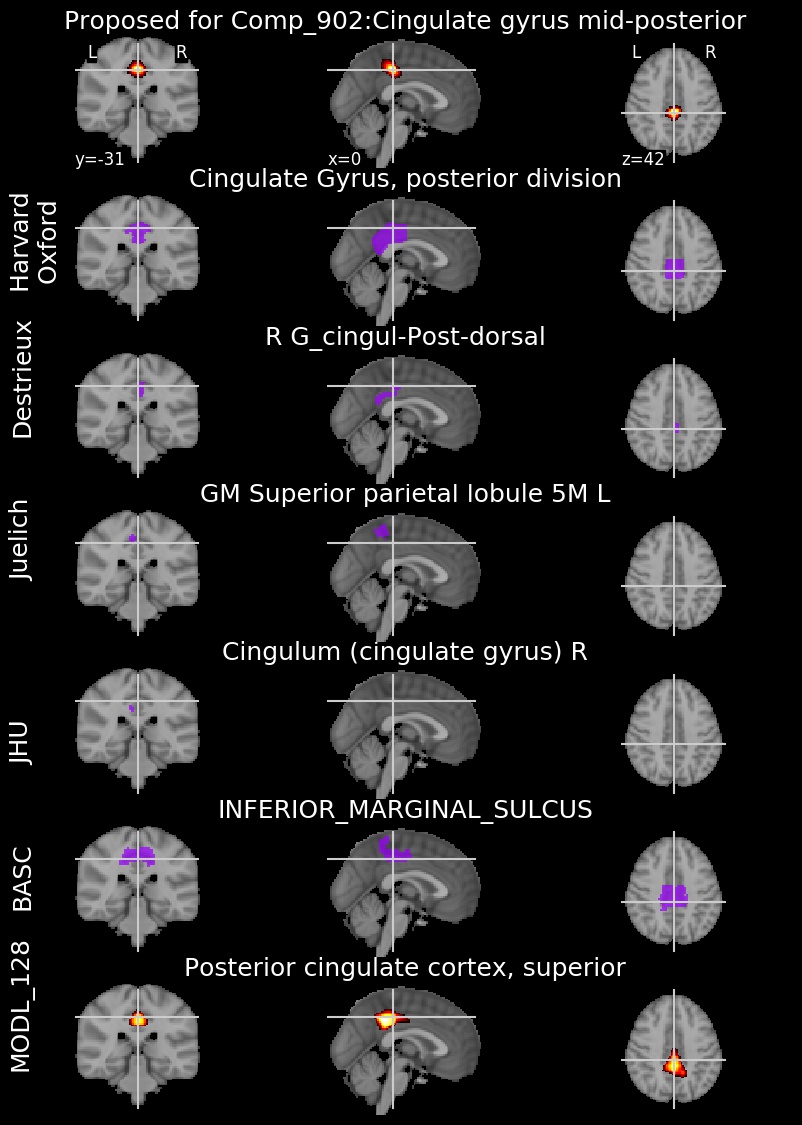 Proposed for Comp_902:Cingulate gyrus mid-posterior
L R L R
y=-31 x=0 z=42
Cingulate Gyrus, posterior division
Harvard
Oxford
R G_cingul-Post-dorsal
Destrieux
GM Superior parietal lobule 5M L
Juelich
Cingulum (cingulate gyrus) R
JHU
INFERIOR_MARGINAL_SULCUS
BASC
Posterior cingulate cortex, superior
MODL_128